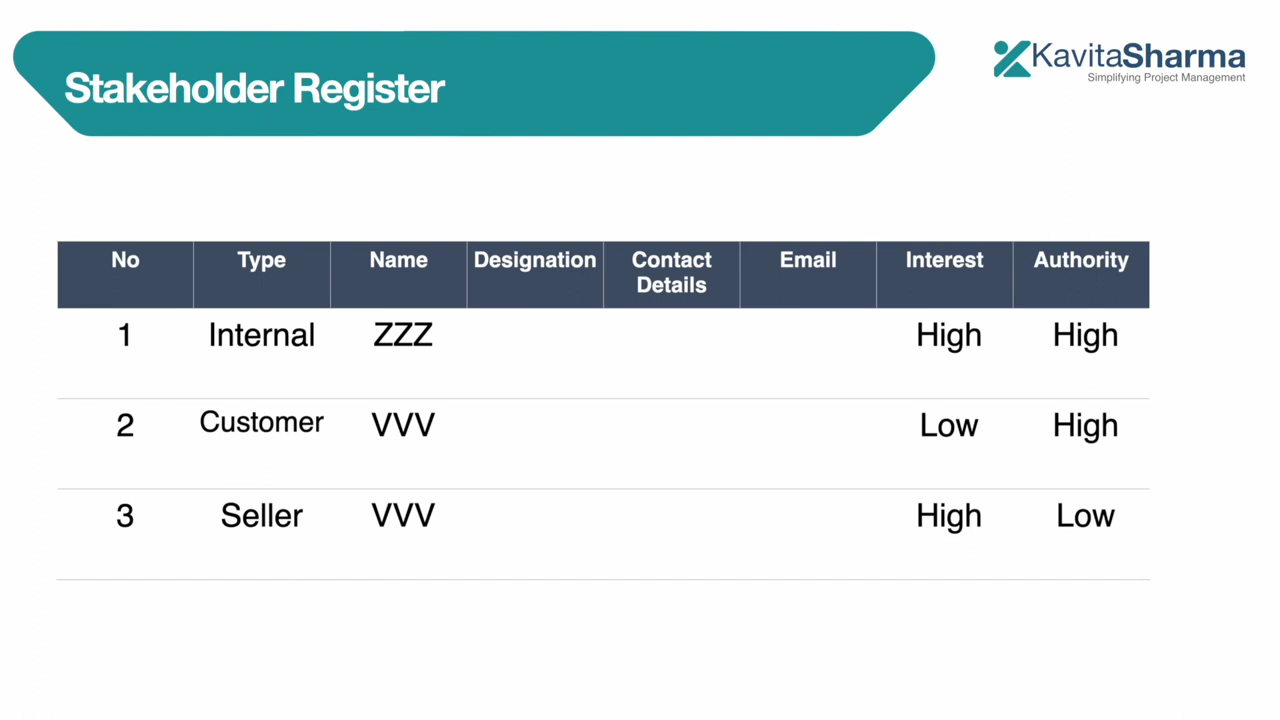 Stakeholder Register
KavitaSharma
Simplifying Project Management
No Type Name Designation Contact Details Email Interest Authority
1 Internal ZZZ High High
2 Customer VVV Low High
3 Seller VVV High Low